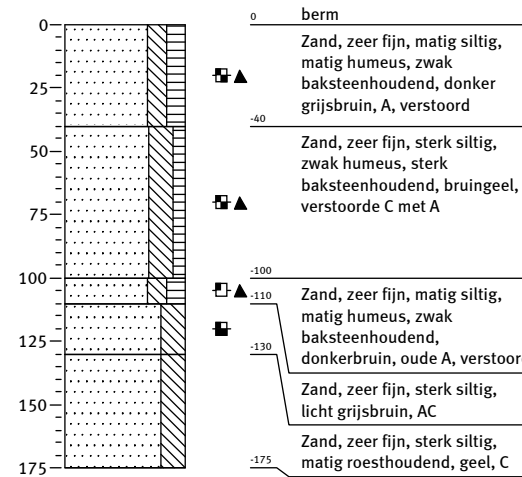 0
25
50
75
100
125
150
175
0
berm
Zand, zeer fijn, matig siltig,
matig humeus, zwak
baksteenhoudend, donker
grijsbruin, A, verstoord
-40
Zand, zeer fijn, sterk siltig,
zwak humeus, sterk
baksteenhoudend, bruingeel,
verstoorde C met A
-100
Zand, zeer fijn, matig siltig,
matig humeus, zwak
baksteenhoudend,
donkerbruin, oude A, verstoor
-110
Zand, zeer fijn, sterk siltig,
licht grijsbruin, AC
-130
Zand, zeer fijn, sterk siltig,
matig roesthoudend, geel, C
-175